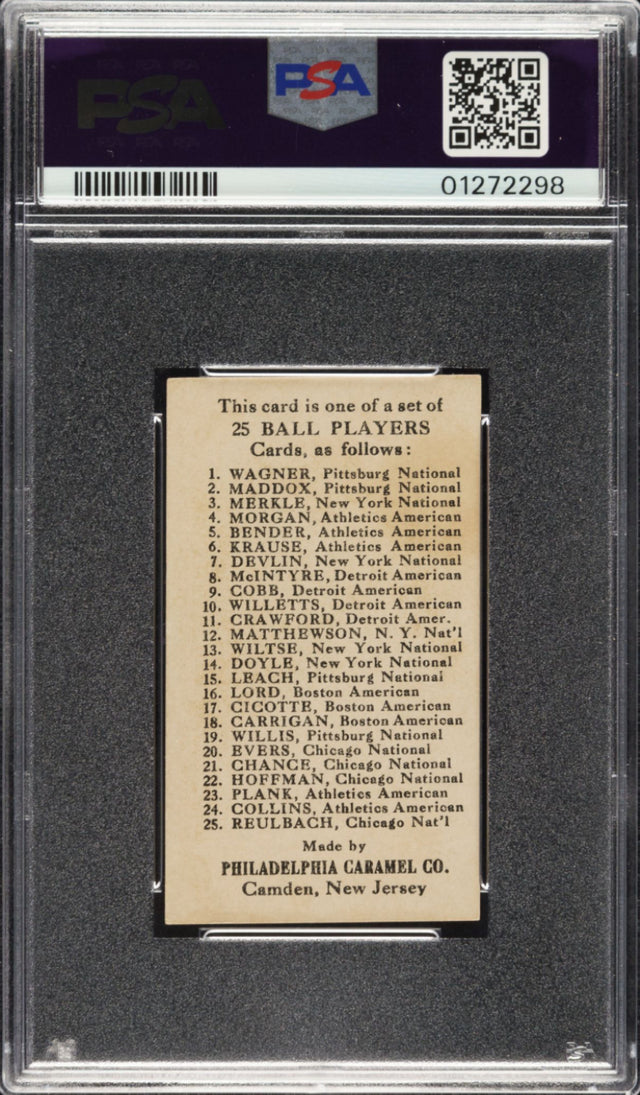 PSA
PSA
01272298
This card is one of a set of
25 BALL PLAYERS
Cards, as follows:
1. WAGNER, Pittsburg National
2. MADDOX, Pittsburg National
3. MERKLE, New York National
4. MORGAN, Athletics American
5. BENDER, Athletics American
6. KRAUSE, Athletics American
7. DEVLIN, New York National
8. McINTYRE, Detroit American
9. COBB, Detroit American
10. WILLETTS, Detroit American
11. CRAWFORD, Detroit Amer.
12. MATTHEWSON, N. Y. Nat'l
13. WILTSE, New York National
14. DOYLE, New York National
15. LEACH, Pittsburg National
16. LORD, Boston American
17. CICOTTE, Boston American
18. CARRIGAN, Boston American
19. WILLIS, Pittsburg National
20. EVERS, Chicago National
21. CHANCE, Chicago National
22. HOFFMAN, Chicago National
23. PLANK, Athletics American
24. COLLINS, Athletics American
25. REULBACH, Chicago Nat'l
Made by
PHILADELPHIA CARAMEL CO.
Camden, New Jersey